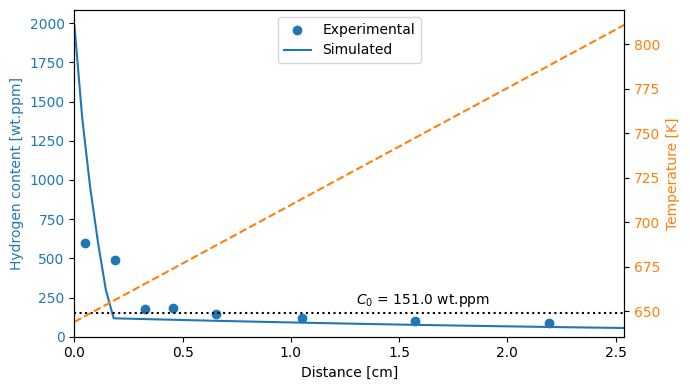 Experimental
Simulated
Hydrogen content [wt.ppm]
2000
1750
1500
1250
1000
750
500
250
0
Temperature [K]
800
775
750
725
700
675
650
C0 = 151.0 wt.ppm
0.0 0.5 1.0 1.5 2.0 2.5
Distance [cm]